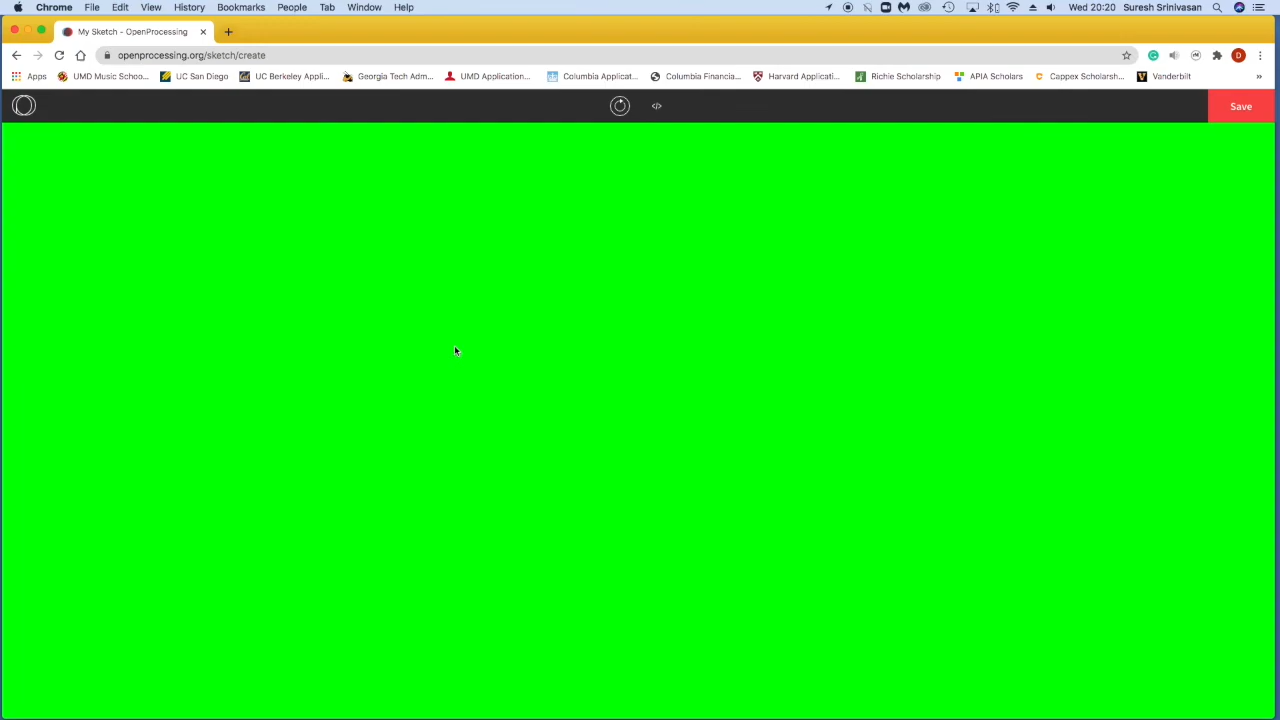 Chrome File Edit View History Bookmarks People Tab Window Help Wed 20:20 Suresh Srinivasan
My Sketch - OpenProcessing
openprocessing.org/sketch/create D
Apps UMD Music Schoo... UC San Diego UC Berkeley Appli... Georgia Tech Adm... UMD Application... Columbia Applicat... Columbia Financia... Harvard Applicati... Richie Scholarship APIA Scholars Cappex Scholarsh... Vanderbilt »
</> Save